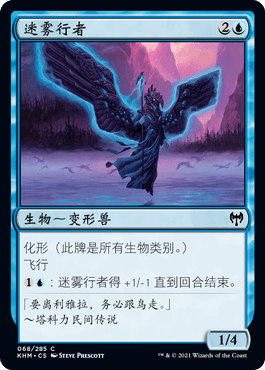 迷雾行者 2
生物～变形兽
化形（此牌是所有生物类别。）
飞行
1：迷雾行者得 +1/-1 直到回合结束。
「要离利雅拉，务必跟鸟走。」
～塔科力民间传说
1/4
068/285 C
KHM • CS STEVE PRESCOTT
™ & © 2021 Wizards of the Coast